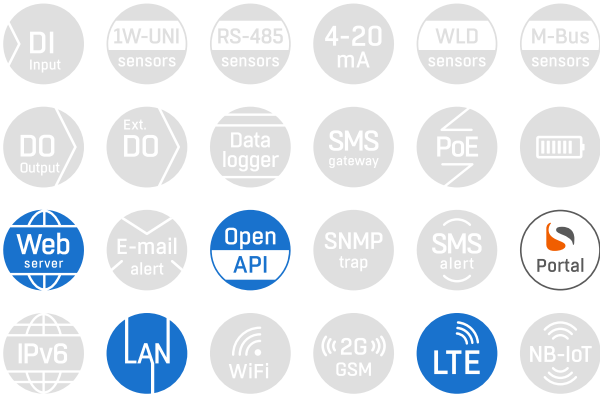 DI
Input
1W-UNI
sensors
RS-485
sensors
4-20
mA
WLD
sensors
M-Bus
sensors
DO
Output
Ext.
DO
Data
logger
SMS
gateway
PoE
Web
server
E-mail
alert
Open
API
SNMP
trap
SMS
alert
Portal
IPv6
LAN
WiFi
2G
GSM
LTE
NB-IoT